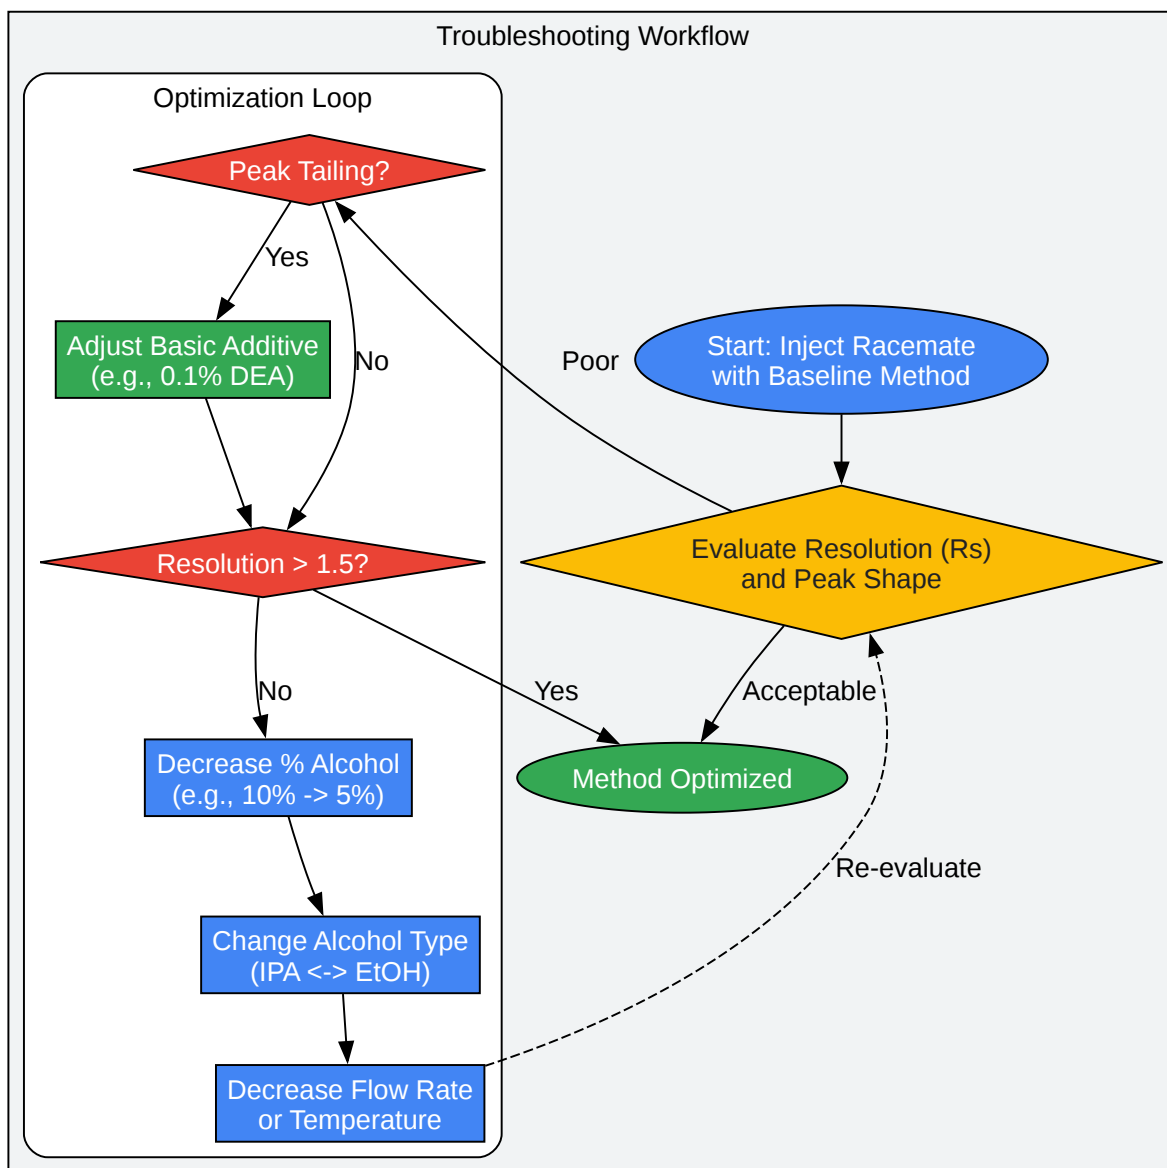 Troubleshooting Workflow
Optimization Loop
Peak Tailing?
Yes
No
Adjust Basic Additive
(e.g., 0.1% DEA)
Poor
Start: Inject Racemate
with Baseline Method
Resolution > 1.5?
Evaluate Resolution (Rs)
and Peak Shape
No
Yes
Acceptable
Decrease % Alcohol
(e.g., 10% -> 5%)
Method Optimized
Re-evaluate
Change Alcohol Type
(IPA <-> EtOH)
Decrease Flow Rate
or Temperature